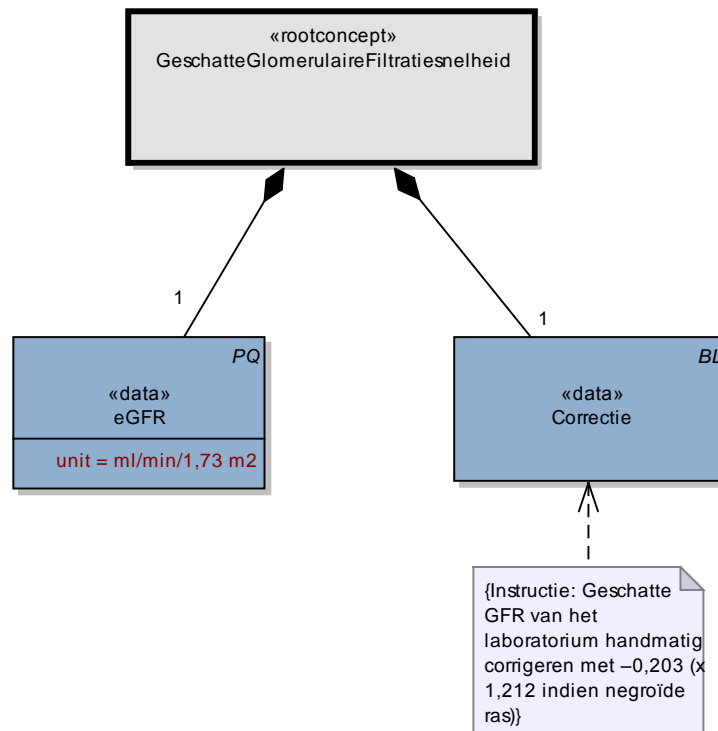 «rootconcept»
GeschatteGlomerulaireFiltratiesnelheid
1
1
PQ
«data»
eGFR
unit = ml/min/1,73 m2
BL
«data»
Correctie
{Instructie: Geschatte
GFR van het
laboratorium handmatig
corrigeren met –0,203 (x
1,212 indien negroïde
ras)}